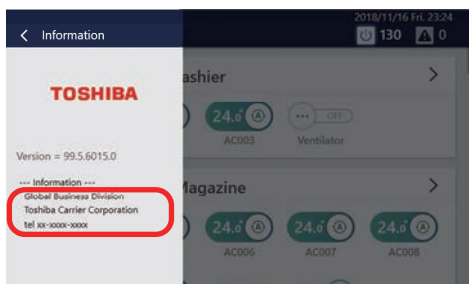 2018/11/16 Fri. 23:24
Information
130
0
TOSHIBA
Version = 99.5.6015.0
--- Information ---
Global Business Division
Toshiba Carrier Corporation
tel xx-xxxx-xxxx
ashier
24.0 A
OFF
AC003
Ventilator
Magazine
24.0 A
24.0 A
24.0 A
AC006
AC007
AC008